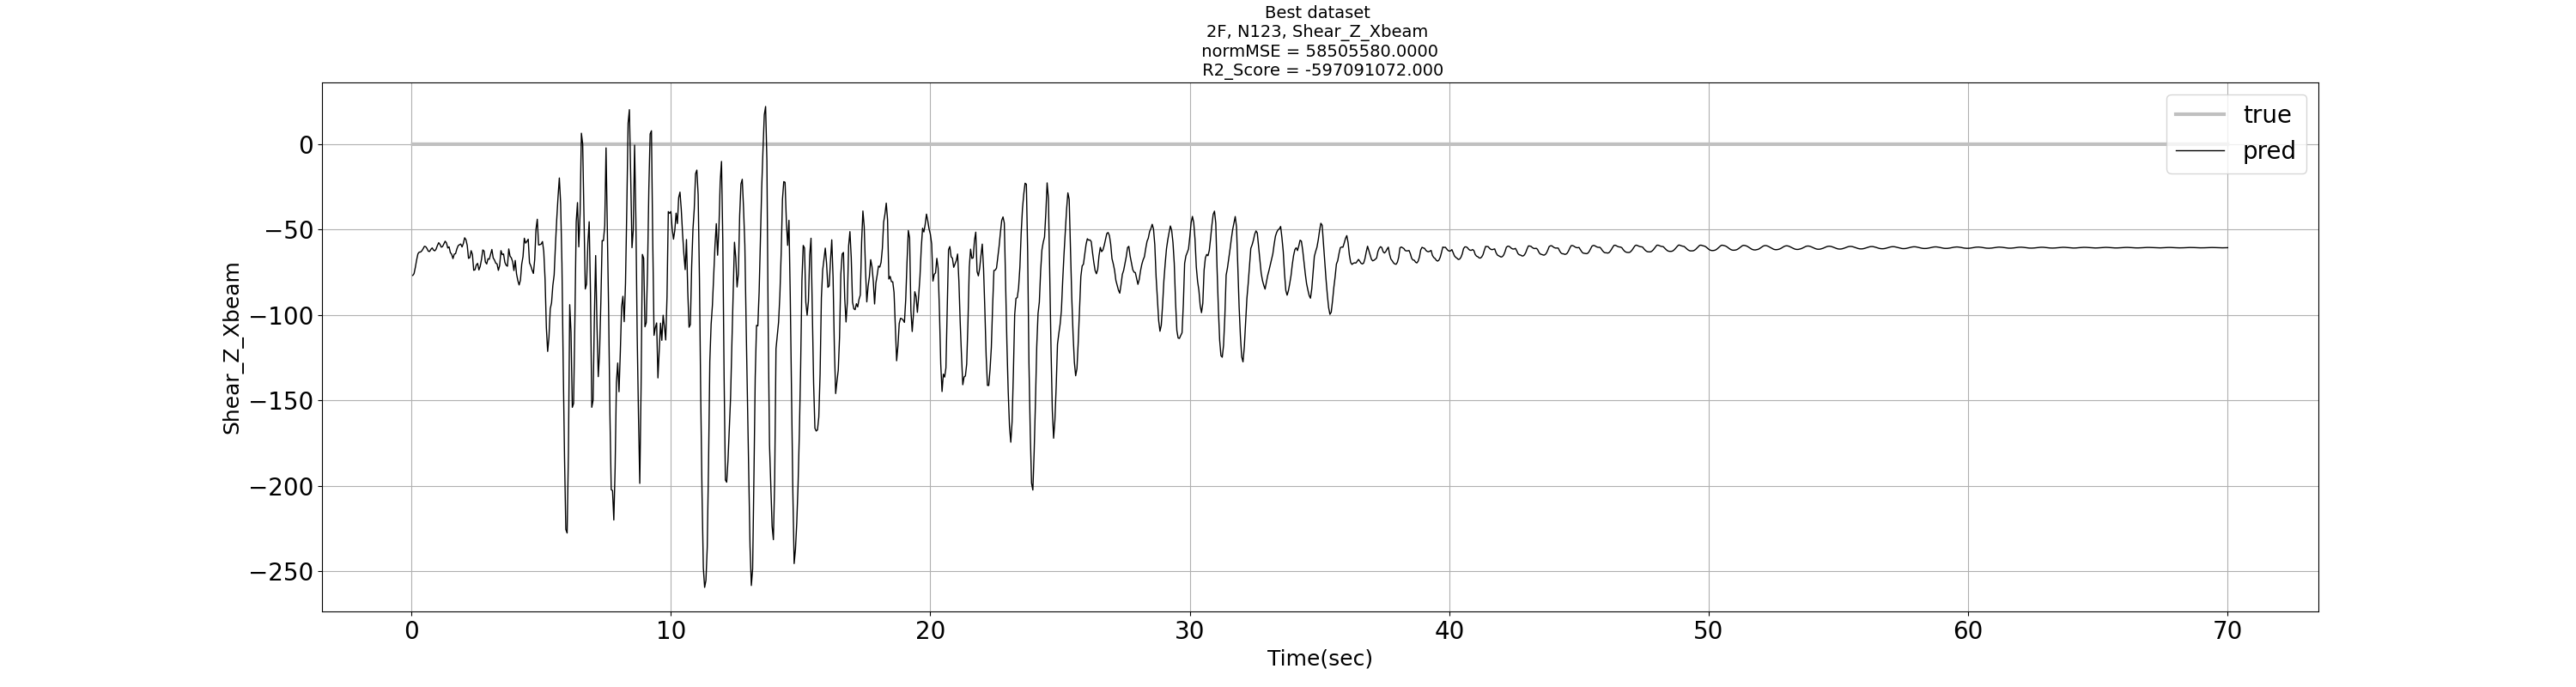 Best dataset
2F, N123, Shear_Z_Xbeam
normMSE = 58505580.0000
R2_Score = -597091072.000
true
pred
0
−50
−100
−150
−200
−250
Shear_Z_Xbeam
0 10 20 30 40 50 60 70
Time(sec)